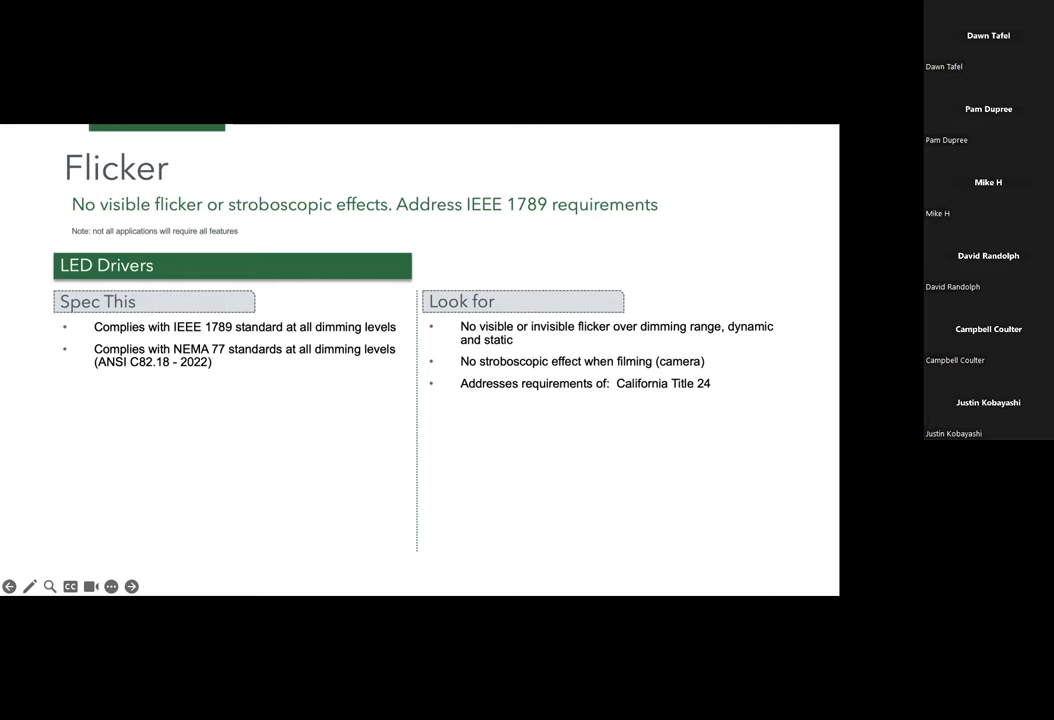 Flicker
No visible flicker or stroboscopic effects. Address IEEE 1789 requirements
Note: not all applications will require all features
LED Drivers
Spec This
• Complies with IEEE 1789 standard at all dimming levels
• Complies with NEMA 77 standards at all dimming levels
(ANSI C82.18 - 2022)
Look for
• No visible or invisible flicker over dimming range, dynamic
and static
• No stroboscopic effect when filming (camera)
• Addresses requirements of:  California Title 24
CC
Dawn Tafel
Dawn Tafel
Pam Dupree
Pam Dupree
Mike H
Mike H
David Randolph
David Randolph
Campbell Coulter
Campbell Coulter
Justin Kobayashi
Justin Kobayashi